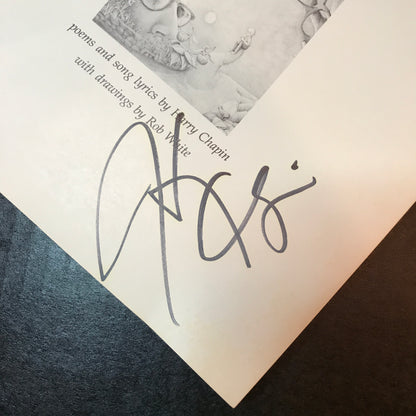 poems and song lyrics by Harry Chapin
with drawings by Rob White